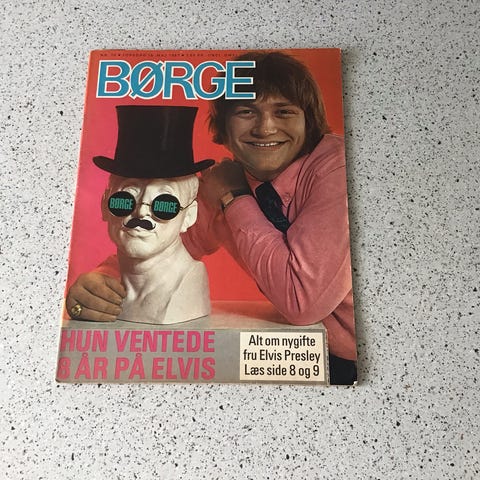 BØRGE
BØRGE BØRGE
HUN VENTEDE
8 ÅR PÅ ELVIS
Alt om nygifte
fru Elvis Presley
Læs side 8 og 9